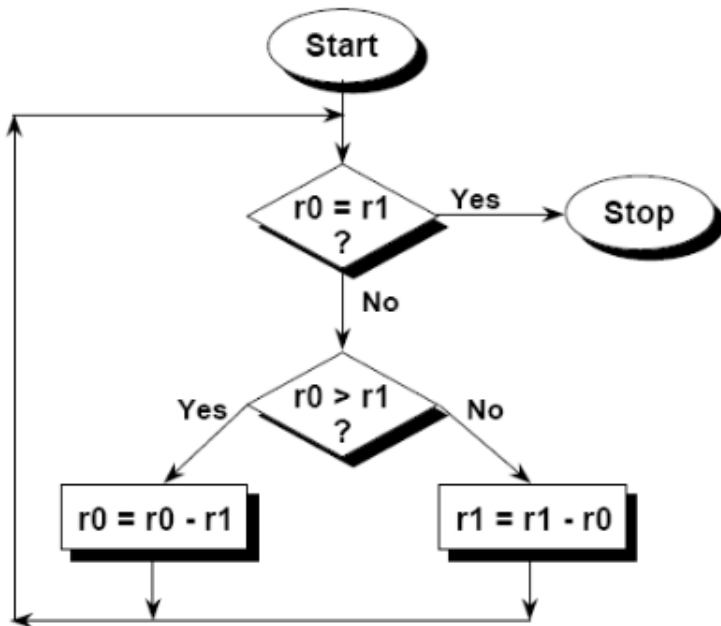 Start
r0 = r1
?
Yes
Stop
No
r0 > r1
?
Yes
No
r0 = r0 - r1
r1 = r1 - r0